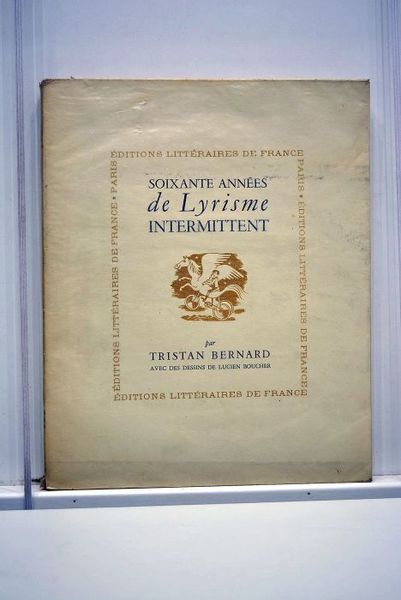 ÉDITIONS LITTÉRAIRES DE FRANCE
PARIS • ÉDITIONS LITTÉRAIRES DE FRANCE
ÉDITIONS LITTÉRAIRES DE FRANCE
ÉDITIONS LITTÉRAIRES DE FRANCE • PARIS
SOIXANTE ANNÉES
de Lyrisme
INTERMITTENT
par
TRISTAN BERNARD
AVEC DES DESSINS DE LUCIEN BOUCHER